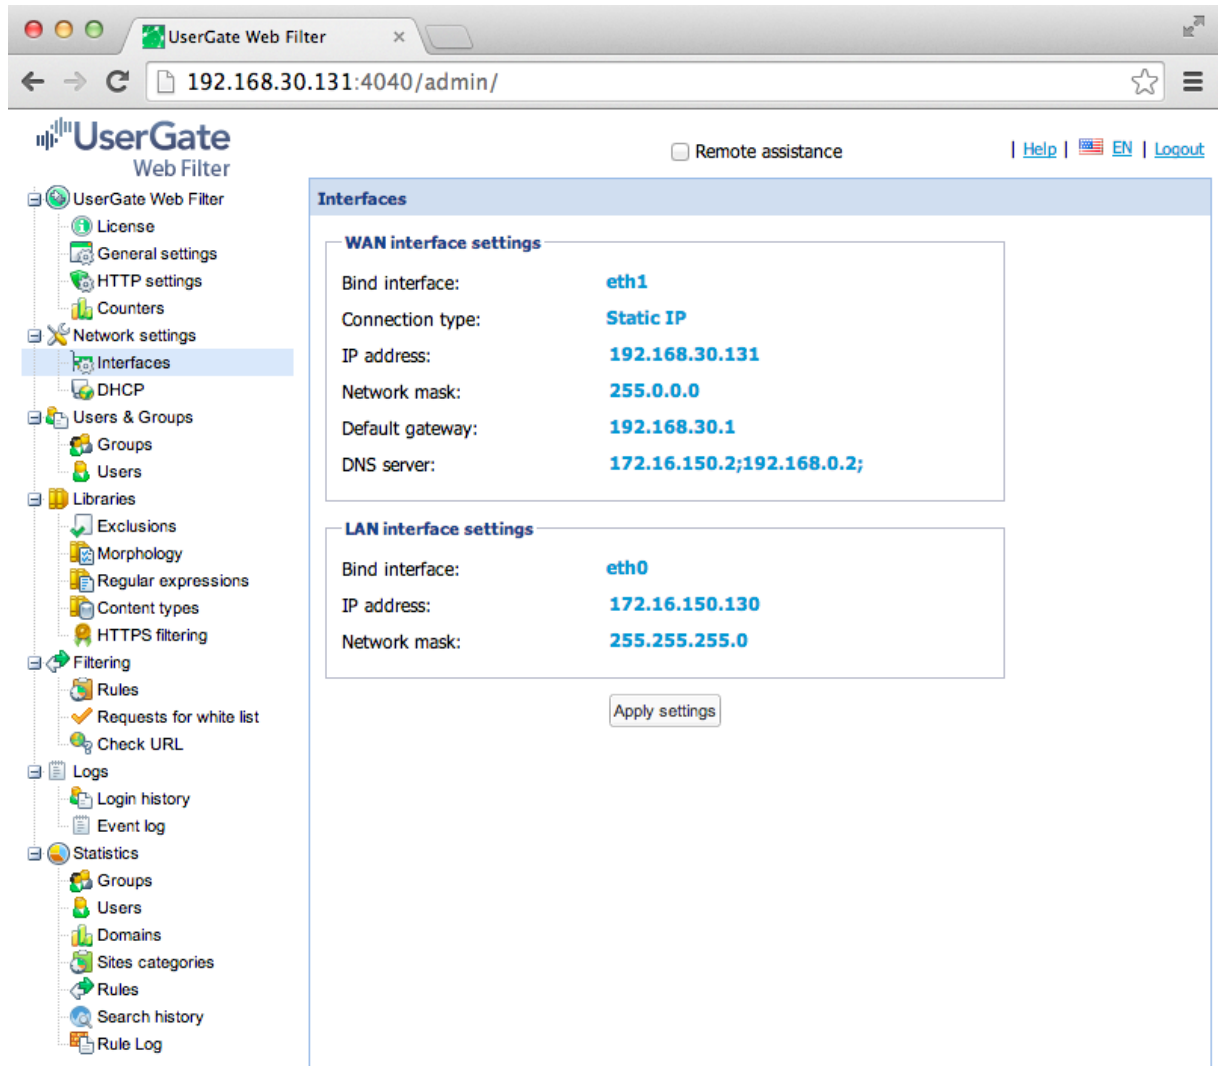 UserGate Web Filter
192.168.30.131:4040/admin/
UserGate
Web Filter
Remote assistance
| Help | EN | Logout
UserGate Web Filter
License
General settings
HTTP settings
Counters
Network settings
Interfaces
DHCP
Users & Groups
Groups
Users
Libraries
Exclusions
Morphology
Regular expressions
Content types
HTTPS filtering
Filtering
Rules
Requests for white list
Check URL
Logs
Login history
Event log
Statistics
Groups
Users
Domains
Sites categories
Rules
Search history
Rule Log
Interfaces
WAN interface settings
Bind interface: eth1
Connection type: Static IP
IP address: 192.168.30.131
Network mask: 255.0.0.0
Default gateway: 192.168.30.1
DNS server: 172.16.150.2;192.168.0.2;
LAN interface settings
Bind interface: eth0
IP address: 172.16.150.130
Network mask: 255.255.255.0
Apply settings